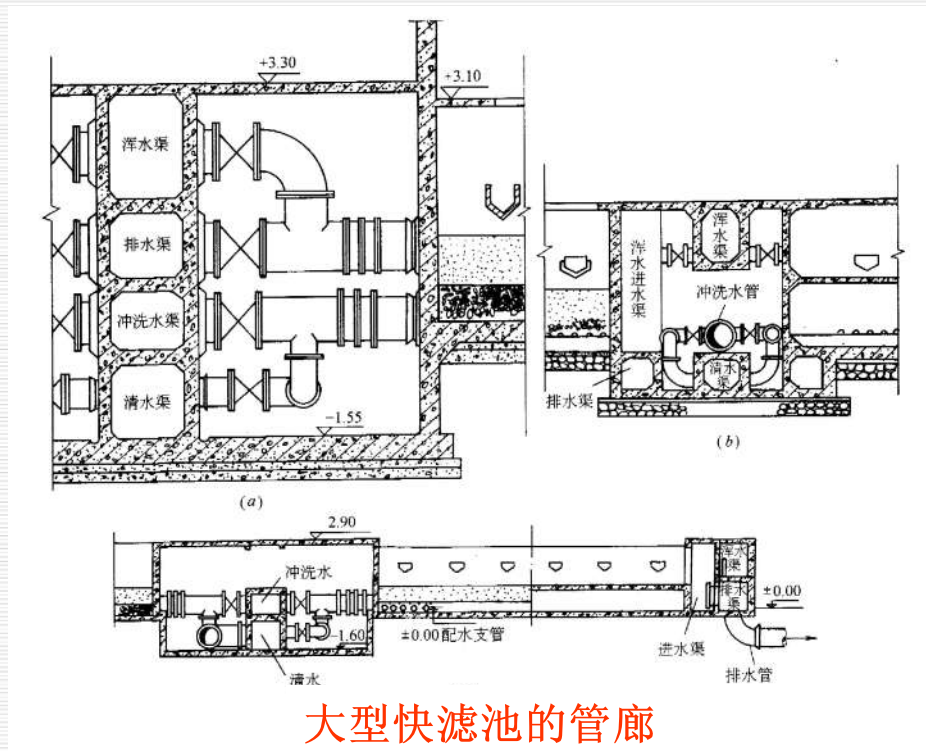 +3.30
+3.10
浑水渠
排水渠
冲洗水渠
清水渠
-1.55
(a)
浑水进水渠
浑水渠
冲洗水管
清水渠
排水渠
(b)
2.90
冲洗水
浑水渠
排水渠
±0.00
±0.00配水支管
-1.60
清水
进水渠
排水管
大型快滤池的管廊